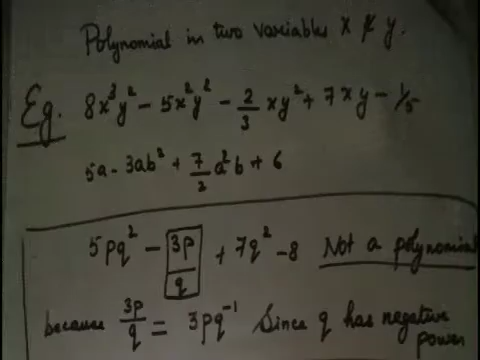 Polynomial in two variables x & y.
Eg. 8x³y² - 5x²y² - 2/3 xy² + 7xy - 1/5
5a - 3ab² + 7/2 a²b + 6
5pq² - 3p/q + 7q² - 8 Not a polynomial
because 3p/q = 3pq⁻¹ Since q has negative
power